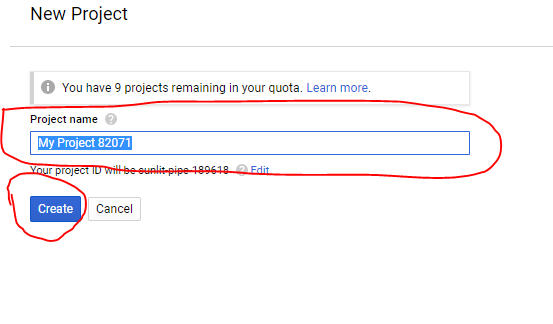 New Project
You have 9 projects remaining in your quota. Learn more.
Project name
My Project 82071
Your project ID will be sunlit-pipe-189618 Edit
Create Cancel